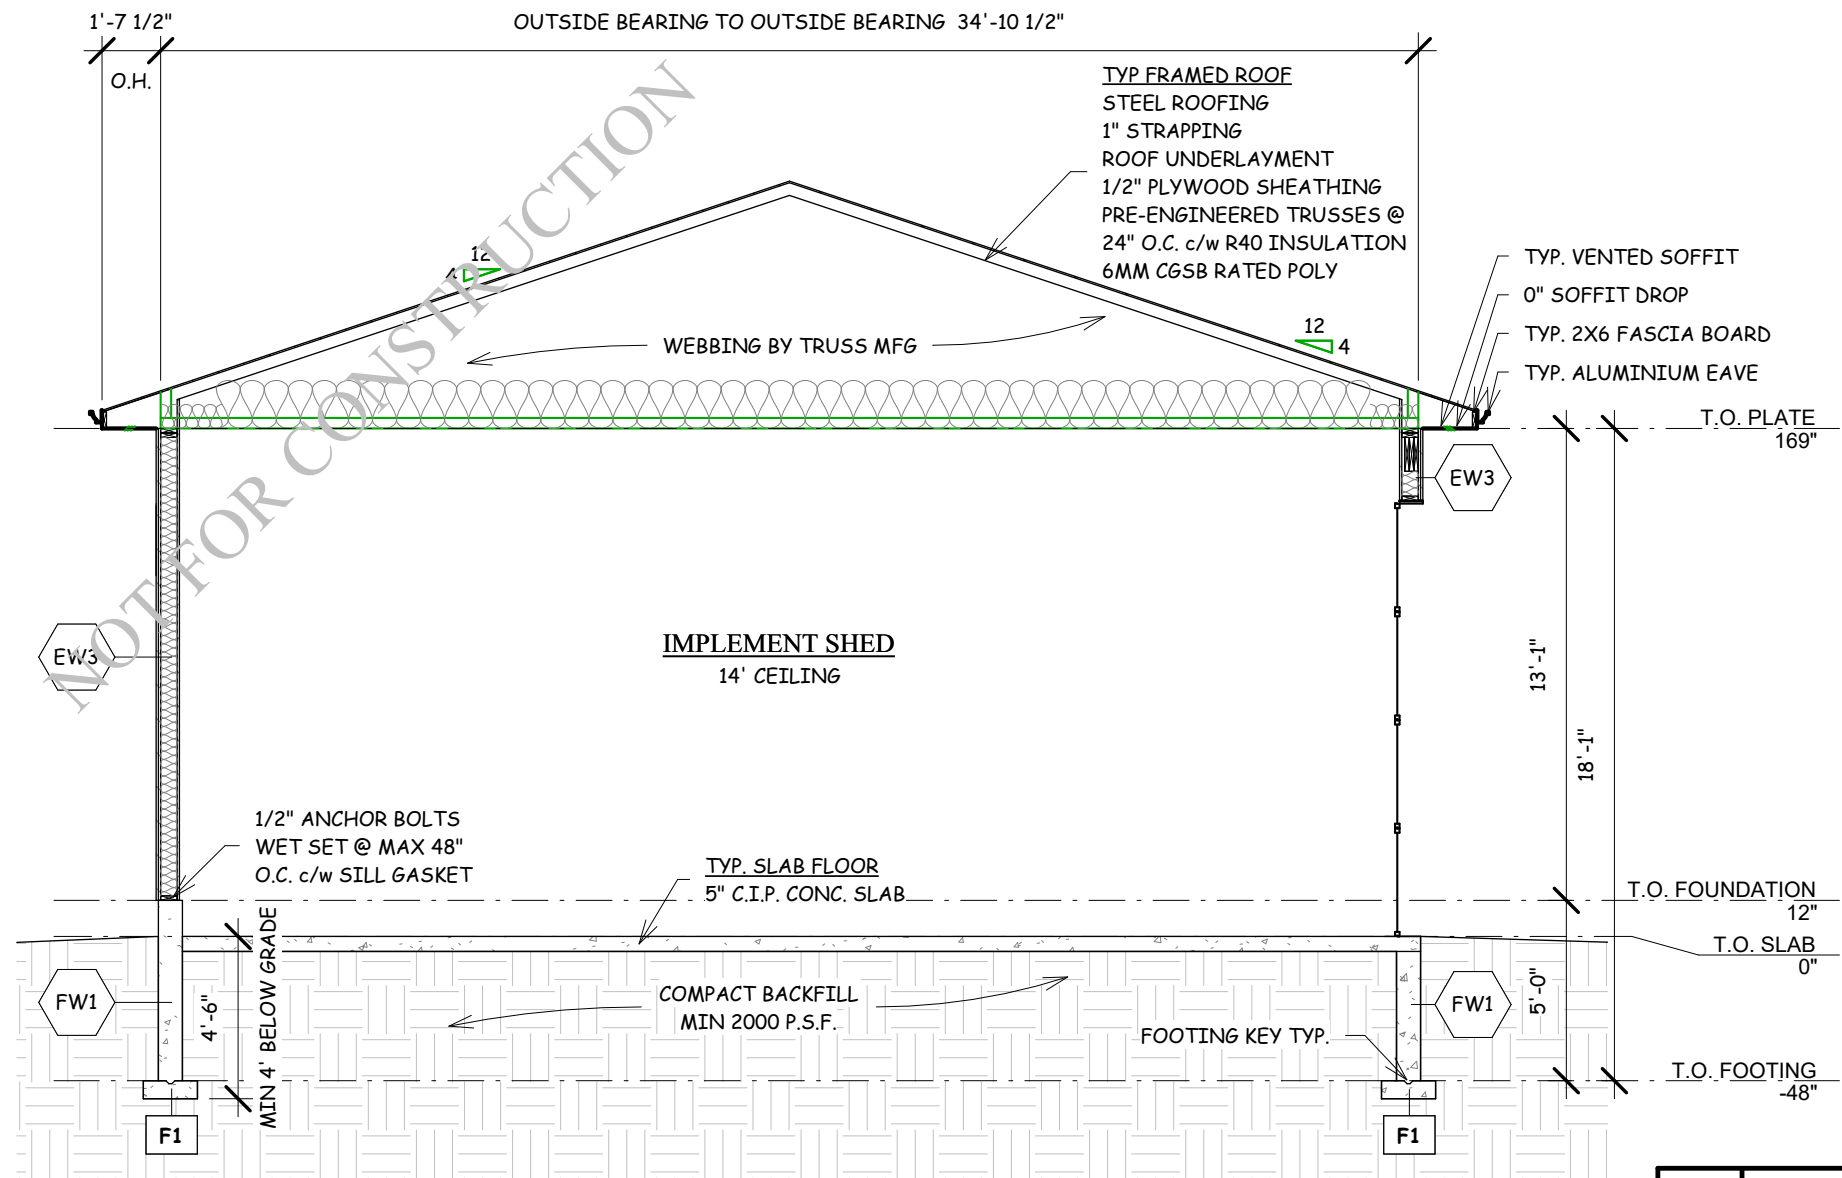 1'-7 1/2"
OUTSIDE BEARING TO OUTSIDE BEARING 34'-10 1/2"
O.H.
TYP FRAMED ROOF
STEEL ROOFING
1" STRAPPING
ROOF UNDERLAYMENT
1/2" PLYWOOD SHEATHING
PRE-ENGINEERED TRUSSES @
24" O.C. c/w R40 INSULATION
6MM CGSB RATED POLY
12
4
12
4
WEBBING BY TRUSS MFG
TYP. VENTED SOFFIT
0" SOFFIT DROP
TYP. 2X6 FASCIA BOARD
TYP. ALUMINIUM EAVE
T.O. PLATE
169"
EW3
NOT FOR CONSTRUCTION
EW3
IMPLEMENT SHED
14' CEILING
13'-1"
18'-1"
1/2" ANCHOR BOLTS
WET SET @ MAX 48"
O.C. c/w SILL GASKET
TYP. SLAB FLOOR
5" C.I.P. CONC. SLAB
T.O. FOUNDATION
12"
T.O. SLAB
0"
FW1
4'-6"
MIN 4' BELOW GRADE
COMPACT BACKFILL
MIN 2000 P.S.F.
FOOTING KEY TYP.
FW1
5'-0"
T.O. FOOTING
-48"
F1
F1